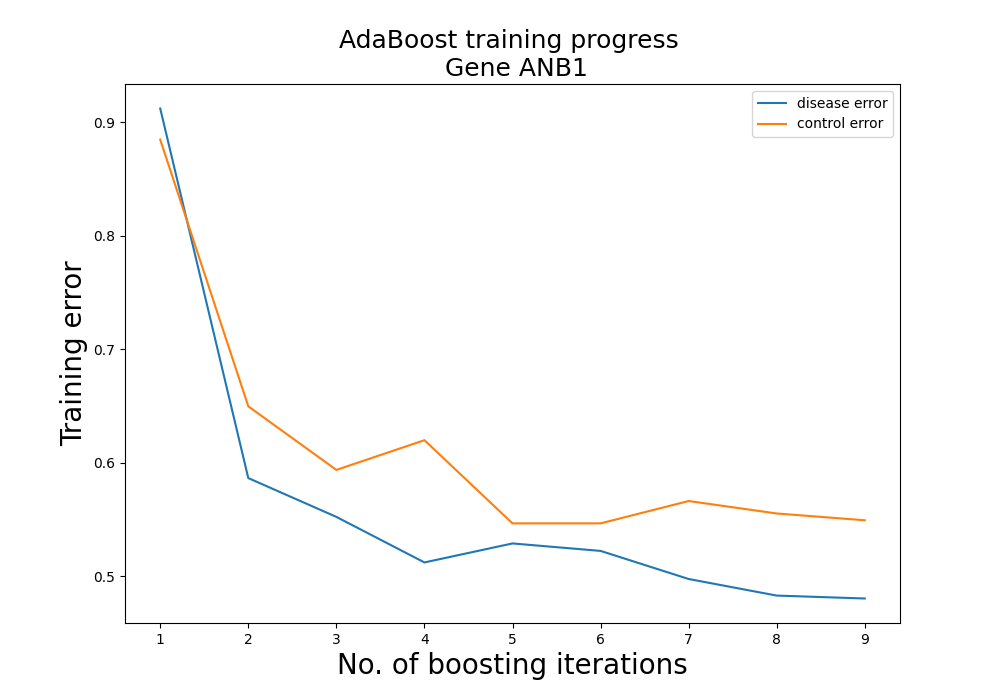 AdaBoost training progress
Gene ANB1
disease error
control error
Training error
0.9
0.8
0.7
0.6
0.5
1 2 3 4 5 6 7 8 9
No. of boosting iterations